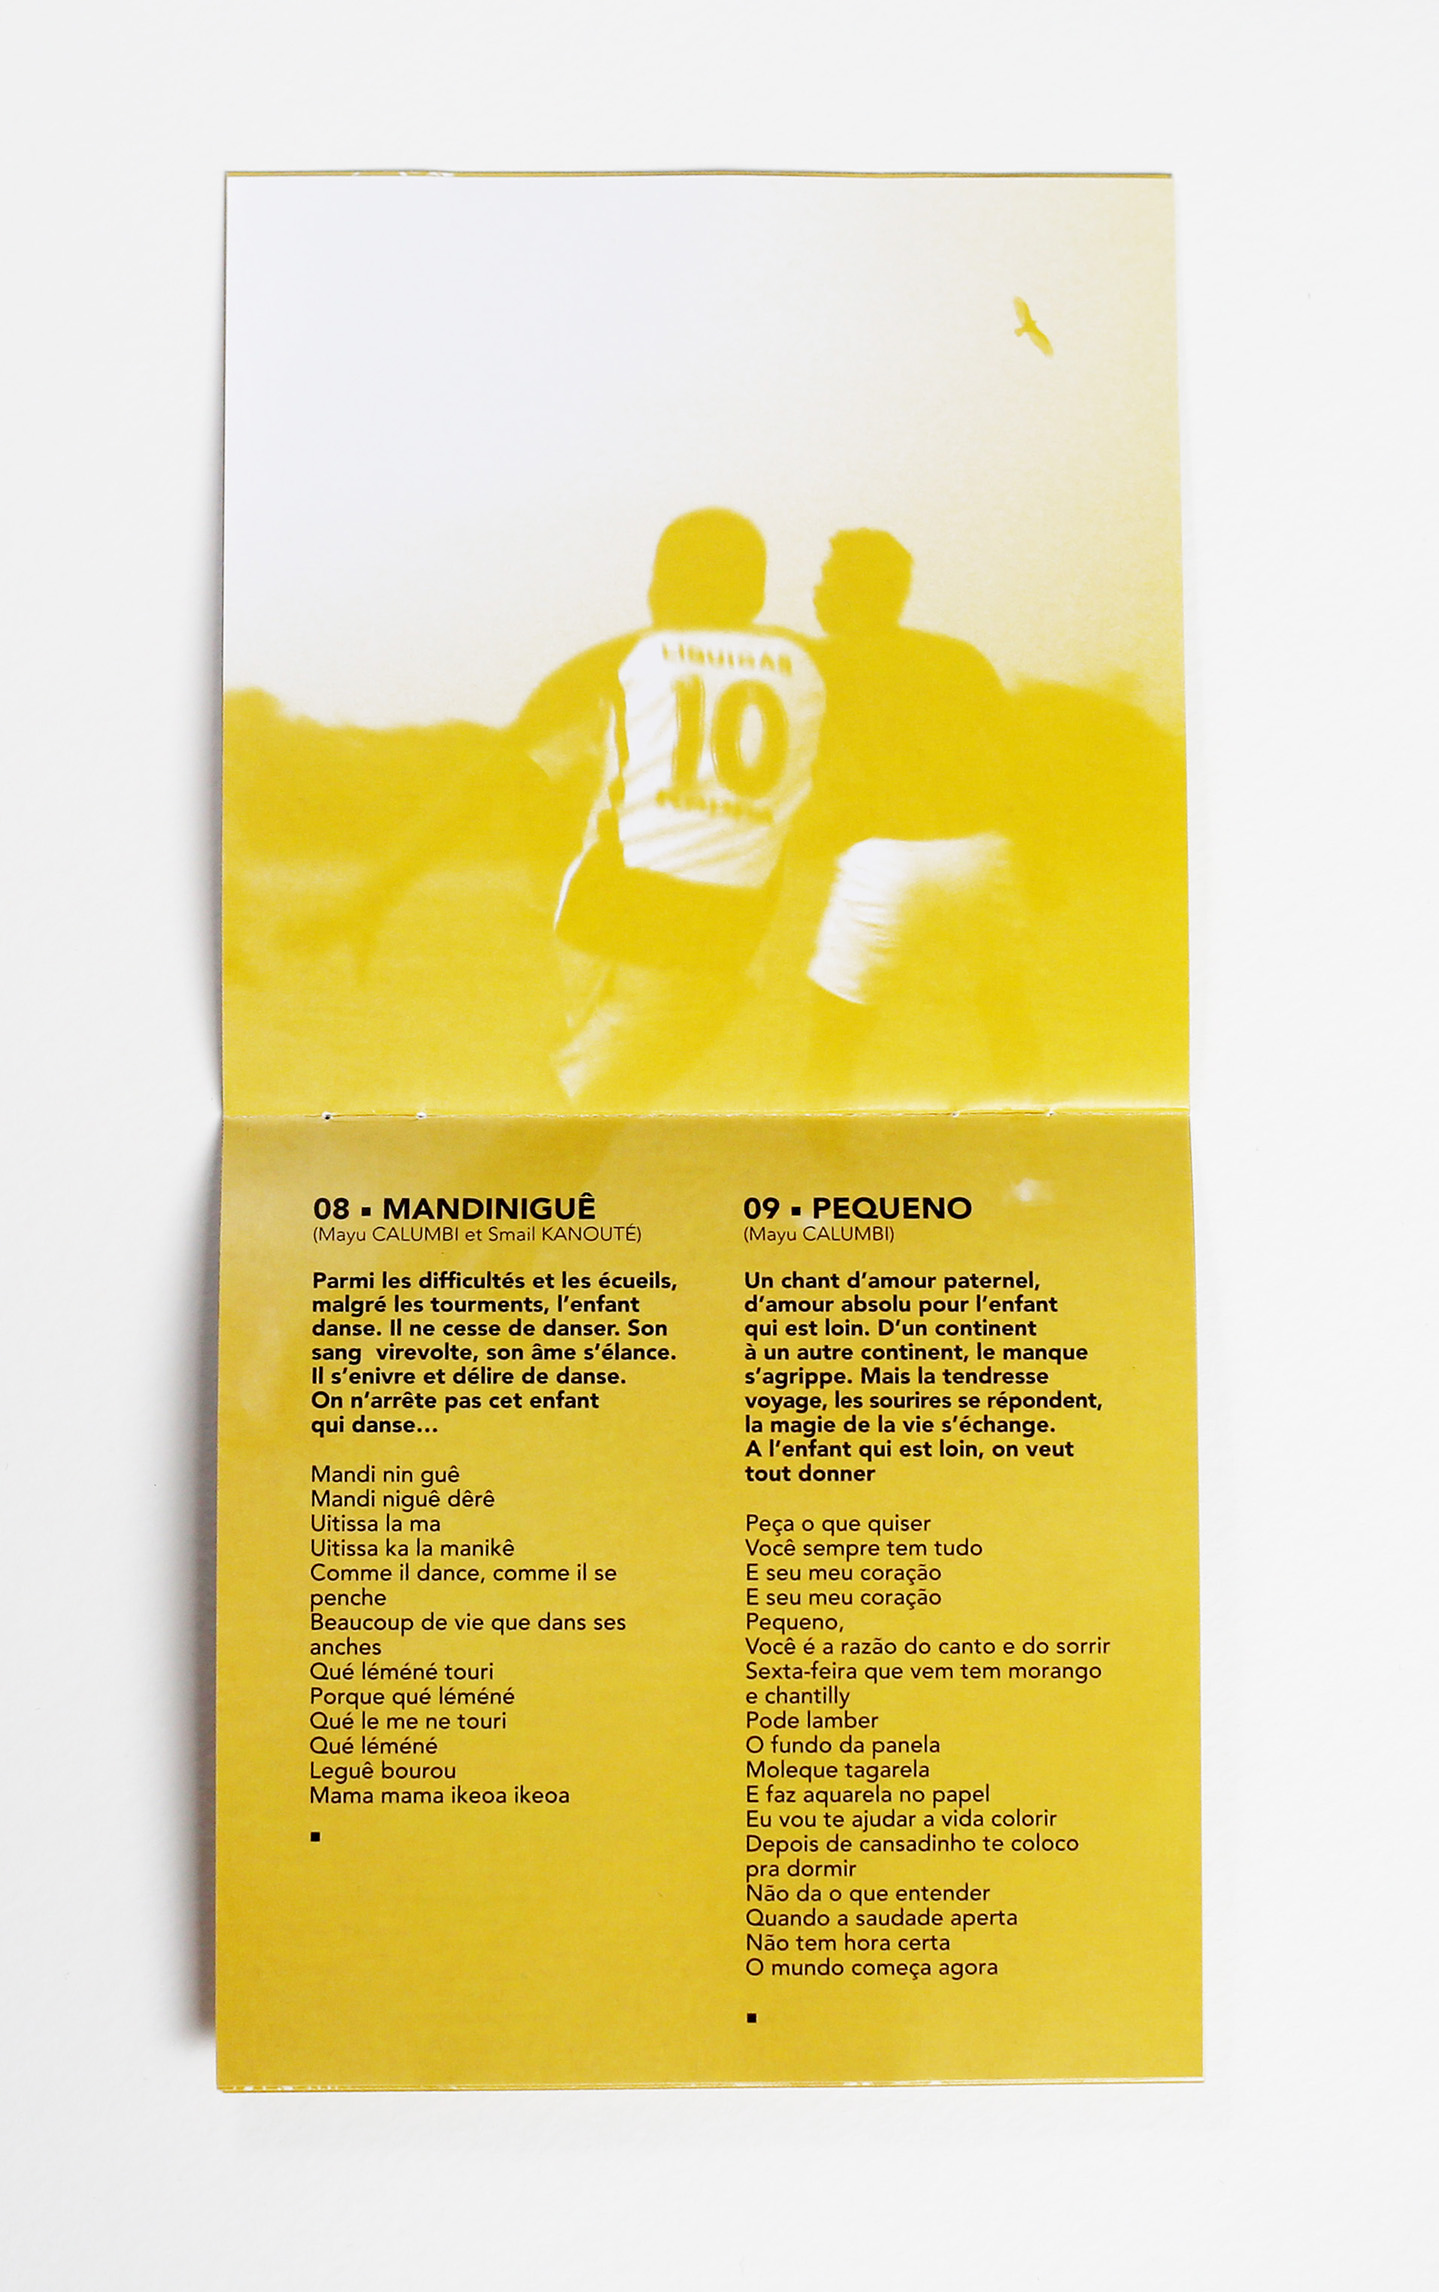 LIQUIGAS
10
08 ▪ MANDINIGUÊ
(Mayu CALUMBI et Smail KANOUTÉ)
Parmi les difficultés et les écueils,
malgré les tourments, l’enfant
danse. Il ne cesse de danser. Son
sang  virevolte, son âme s’élance.
Il s’enivre et délire de danse.
On n’arrête pas cet enfant
qui danse…
Mandi nin guê
Mandi niguê dêrê
Uitissa la ma
Uitissa ka la manikê
Comme il dance, comme il se
penche
Beaucoup de vie que dans ses
anches
Qué léméné touri
Porque qué léméné
Qué le me ne touri
Qué léméné
Leguê bourou
Mama mama ikeoa ikeoa
▪
09 ▪ PEQUENO
(Mayu CALUMBI)
Un chant d’amour paternel,
d’amour absolu pour l’enfant
qui est loin. D’un continent
à un autre continent, le manque
s’agrippe. Mais la tendresse
voyage, les sourires se répondent,
la magie de la vie s’échange.
A l’enfant qui est loin, on veut
tout donner
Peça o que quiser
Você sempre tem tudo
E seu meu coração
E seu meu coração
Pequeno,
Você é a razão do canto e do sorrir
Sexta-feira que vem tem morango
e chantilly
Pode lamber
O fundo da panela
Moleque tagarela
E faz aquarela no papel
Eu vou te ajudar a vida colorir
Depois de cansadinho te coloco
pra dormir
Não da o que entender
Quando a saudade aperta
Não tem hora certa
O mundo começa agora
▪